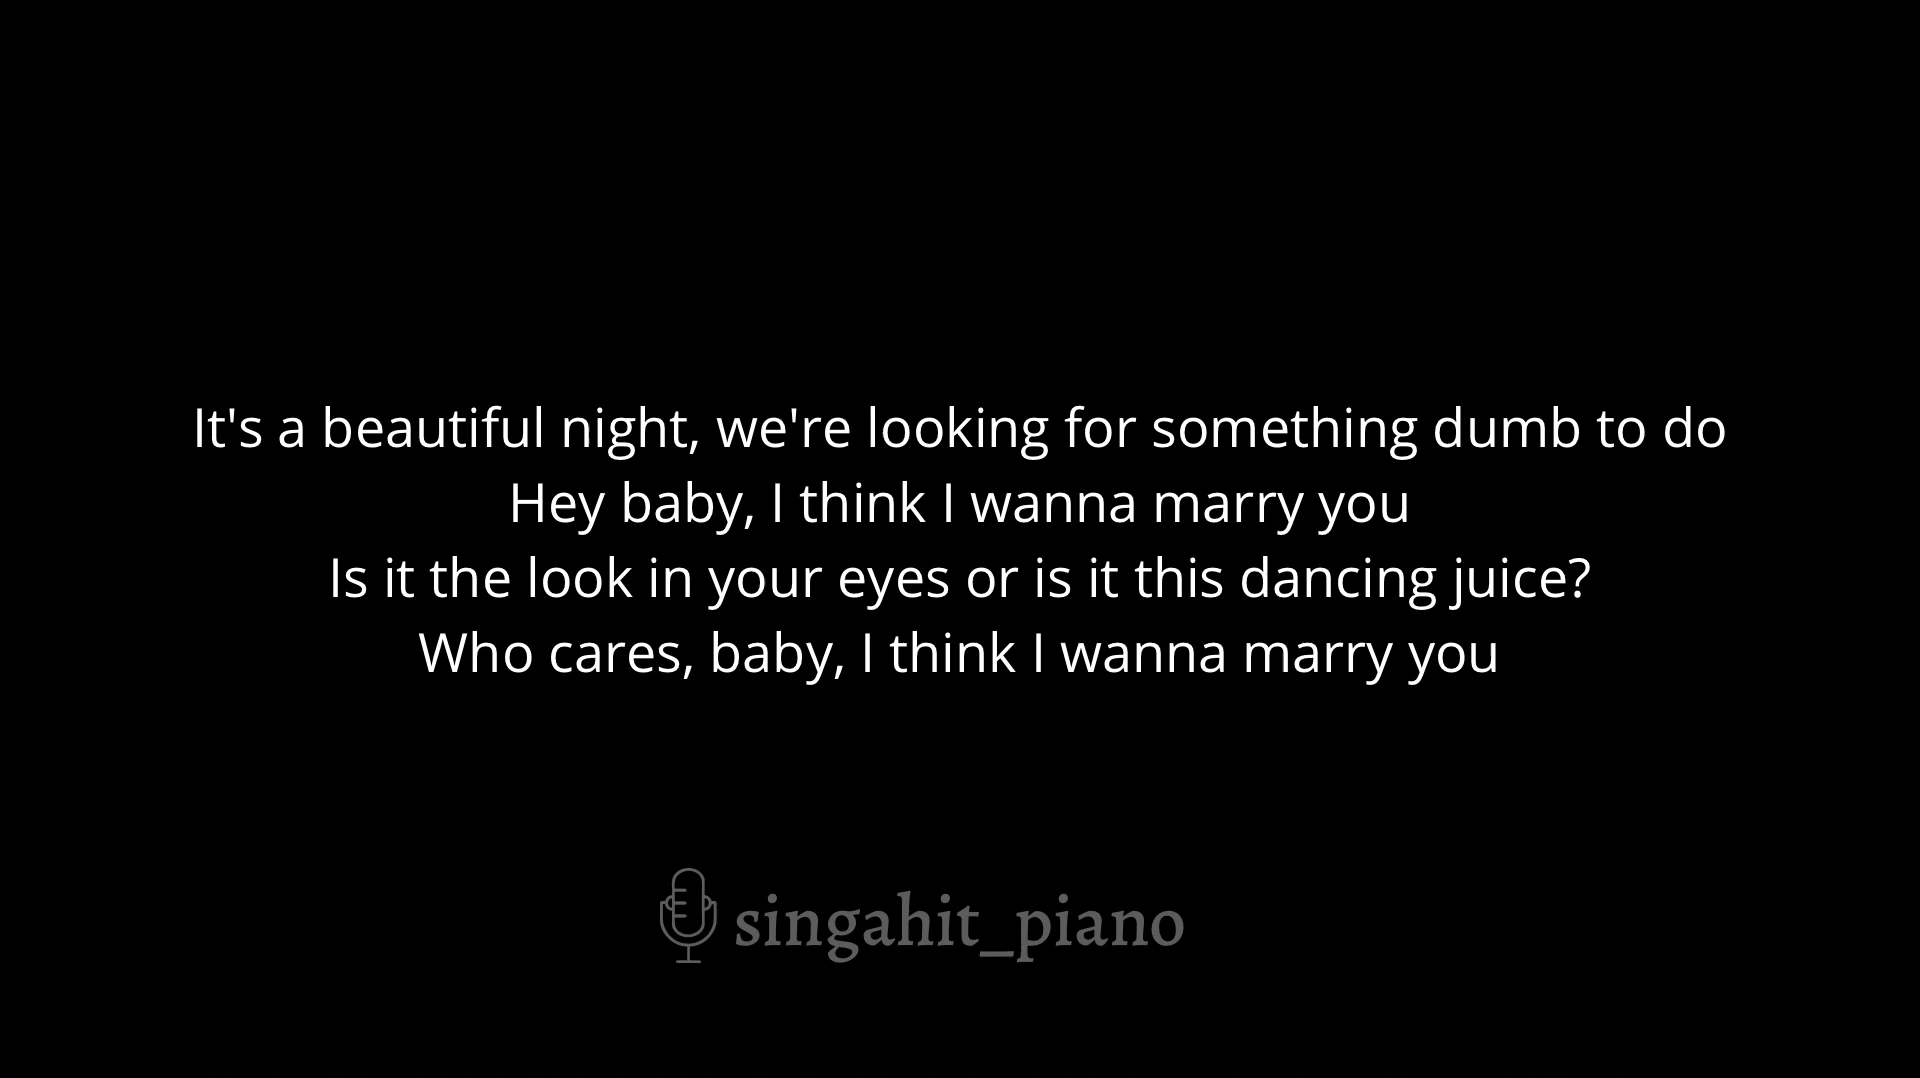 It's a beautiful night, we're looking for something dumb to do
Hey baby, I think I wanna marry you
Is it the look in your eyes or is it this dancing juice?
Who cares, baby, I think I wanna marry you
singahit_piano